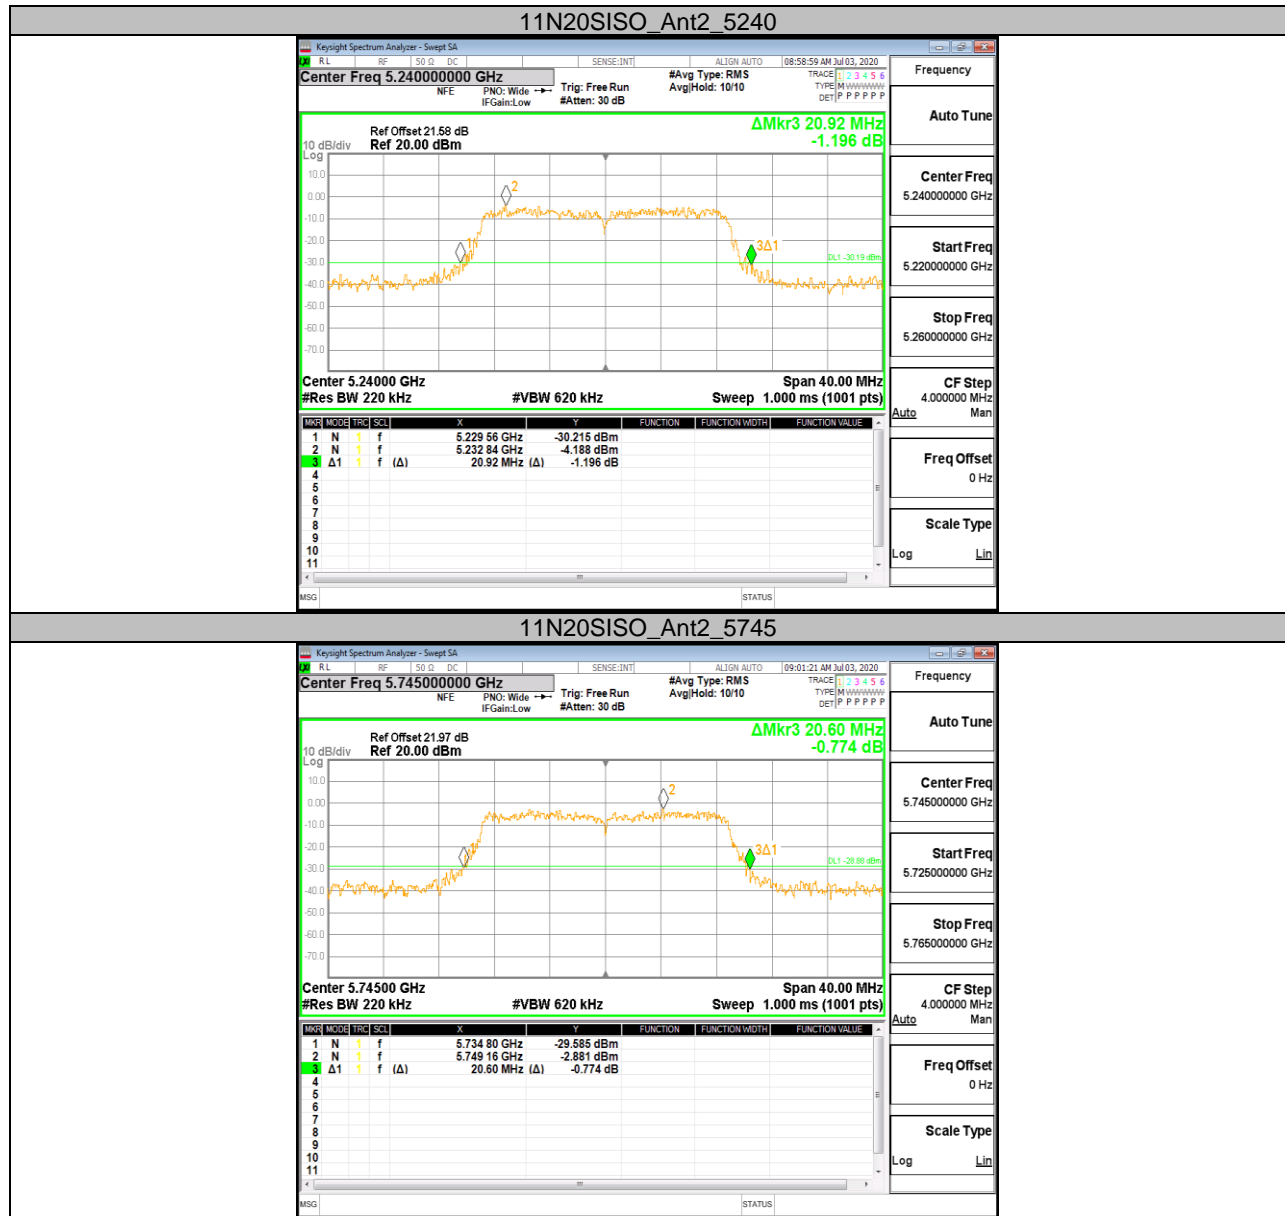 11N20SISO_Ant2_5240
Keysight Spectrum Analyzer - Swept SA
RL RF 50 Ω DC SENSE:INT ALIGN AUTO 08:58:59 AM Jul 03, 2020
Center Freq 5.240000000 GHz
NFE PNO: Wide IFGain:Low Trig: Free Run #Atten: 30 dB
#Avg Type: RMS Avg|Hold: 10/10
TRACE 1 2 3 4 5 6
TYPE M WWWWW
DET P P P P P P
ΔMkr3 20.92 MHz
-1.196 dB
Ref Offset 21.58 dB
10 dB/div Ref 20.00 dBm
Log
10.0
0.00
-10.0
-20.0
-30.0
-40.0
-50.0
-60.0
-70.0
2
1
3Δ1
DL1 -30.19 dBm
Center 5.24000 GHz Span 40.00 MHz
#Res BW 220 kHz #VBW 620 kHz Sweep 1.000 ms (1001 pts)
MKR MODE TRC SCL X Y FUNCTION FUNCTION WIDTH FUNCTION VALUE
1 N 1 f 5.229 56 GHz -30.215 dBm
2 N 1 f 5.232 84 GHz -4.188 dBm
3 Δ1 1 f (Δ) 20.92 MHz (Δ) -1.196 dB
4
5
6
7
8
9
10
11
MSG STATUS
Frequency
Auto Tune
Center Freq
5.240000000 GHz
Start Freq
5.220000000 GHz
Stop Freq
5.260000000 GHz
CF Step
4.000000 MHz
Auto Man
Freq Offset
0 Hz
Scale Type
Log Lin
11N20SISO_Ant2_5745
Keysight Spectrum Analyzer - Swept SA
RL RF 50 Ω DC SENSE:INT ALIGN AUTO 09:01:21 AM Jul 03, 2020
Center Freq 5.745000000 GHz
NFE PNO: Wide IFGain:Low Trig: Free Run #Atten: 30 dB
#Avg Type: RMS Avg|Hold: 10/10
TRACE 1 2 3 4 5 6
TYPE M WWWWW
DET P P P P P P
ΔMkr3 20.60 MHz
-0.774 dB
Ref Offset 21.97 dB
10 dB/div Ref 20.00 dBm
Log
10.0
0.00
-10.0
-20.0
-30.0
-40.0
-50.0
-60.0
-70.0
2
1
3Δ1
DL1 -28.88 dBm
Center 5.74500 GHz Span 40.00 MHz
#Res BW 220 kHz #VBW 620 kHz Sweep 1.000 ms (1001 pts)
MKR MODE TRC SCL X Y FUNCTION FUNCTION WIDTH FUNCTION VALUE
1 N 1 f 5.734 80 GHz -29.585 dBm
2 N 1 f 5.749 16 GHz -2.881 dBm
3 Δ1 1 f (Δ) 20.60 MHz (Δ) -0.774 dB
4
5
6
7
8
9
10
11
MSG STATUS
Frequency
Auto Tune
Center Freq
5.745000000 GHz
Start Freq
5.725000000 GHz
Stop Freq
5.765000000 GHz
CF Step
4.000000 MHz
Auto Man
Freq Offset
0 Hz
Scale Type
Log Lin